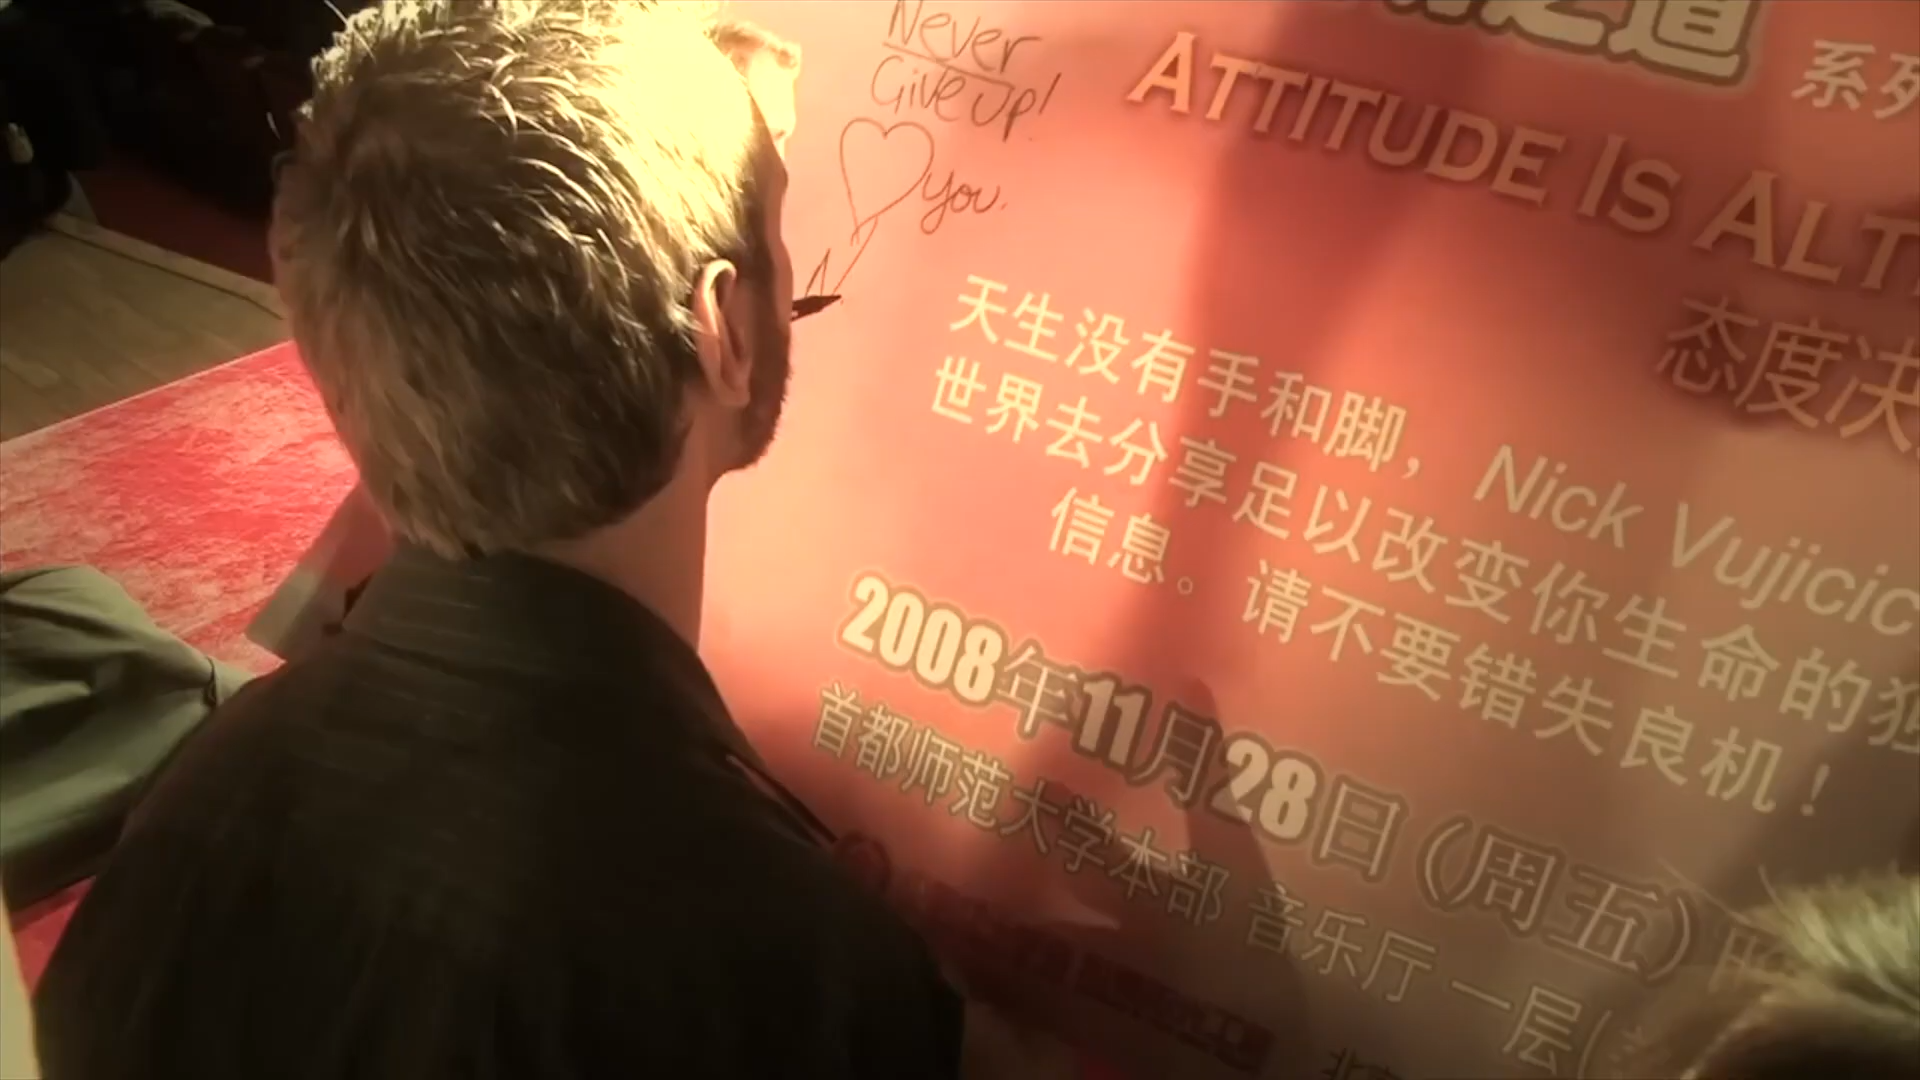 Never
Give Up!
you.
之道 系列
ATTITUDE IS ALT
态度决
天生没有手和脚，Nick Vujicic
世界去分享足以改变你生命的独
信息。请不要错失良机！
2008年11月28日（周五）
首都师范大学本部 音乐厅 一层(